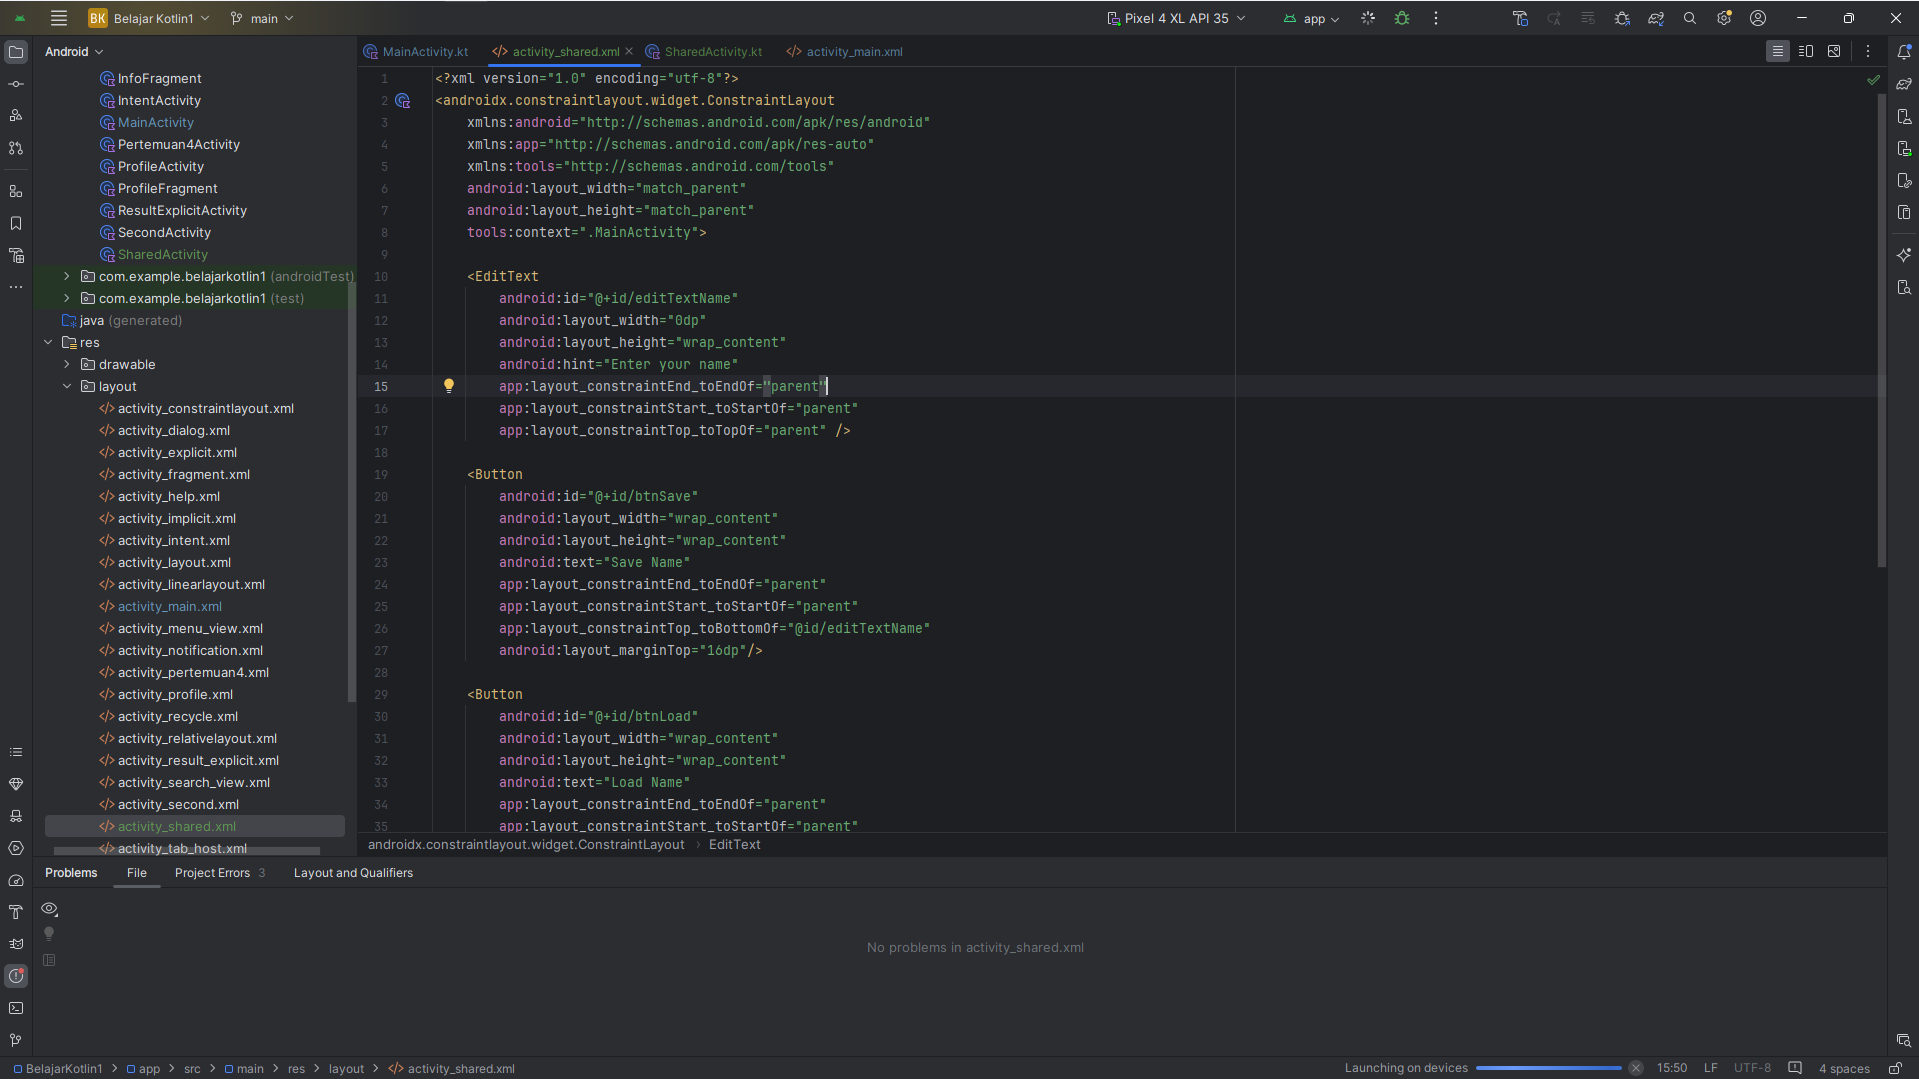 BK Belajar Kotlin1 main Pixel 4 XL API 35 app
Android
MainActivity.kt activity_shared.xml SharedActivity.kt activity_main.xml
InfoFragment
IntentActivity
MainActivity
Pertemuan4Activity
ProfileActivity
ProfileFragment
ResultExplicitActivity
SecondActivity
SharedActivity
com.example.belajarkotlin1 (androidTest)
com.example.belajarkotlin1 (test)
java (generated)
res
drawable
layout
activity_constraintlayout.xml
activity_dialog.xml
activity_explicit.xml
activity_fragment.xml
activity_help.xml
activity_implicit.xml
activity_intent.xml
activity_layout.xml
activity_linearlayout.xml
activity_main.xml
activity_menu_view.xml
activity_notification.xml
activity_pertemuan4.xml
activity_profile.xml
activity_recycle.xml
activity_relativelayout.xml
activity_result_explicit.xml
activity_search_view.xml
activity_second.xml
activity_shared.xml
activity_tab_host.xml
1 <?xml version="1.0" encoding="utf-8"?>
2 <androidx.constraintlayout.widget.ConstraintLayout
3 xmlns:android="http://schemas.android.com/apk/res/android"
4 xmlns:app="http://schemas.android.com/apk/res-auto"
5 xmlns:tools="http://schemas.android.com/tools"
6 android:layout_width="match_parent"
7 android:layout_height="match_parent"
8 tools:context=".MainActivity">
9
10 <EditText
11 android:id="@+id/editTextName"
12 android:layout_width="0dp"
13 android:layout_height="wrap_content"
14 android:hint="Enter your name"
15 app:layout_constraintEnd_toEndOf="parent"
16 app:layout_constraintStart_toStartOf="parent"
17 app:layout_constraintTop_toTopOf="parent" />
18
19 <Button
20 android:id="@+id/btnSave"
21 android:layout_width="wrap_content"
22 android:layout_height="wrap_content"
23 android:text="Save Name"
24 app:layout_constraintEnd_toEndOf="parent"
25 app:layout_constraintStart_toStartOf="parent"
26 app:layout_constraintTop_toBottomOf="@id/editTextName"
27 android:layout_marginTop="16dp"/>
28
29 <Button
30 android:id="@+id/btnLoad"
31 android:layout_width="wrap_content"
32 android:layout_height="wrap_content"
33 android:text="Load Name"
34 app:layout_constraintEnd_toEndOf="parent"
35 app:layout_constraintStart_toStartOf="parent"
androidx.constraintlayout.widget.ConstraintLayout › EditText
Problems File Project Errors 3 Layout and Qualifiers
No problems in activity_shared.xml
BelajarKotlin1 > app > src > main > res > layout > activity_shared.xml
Launching on devices 15:50 LF UTF-8 4 spaces